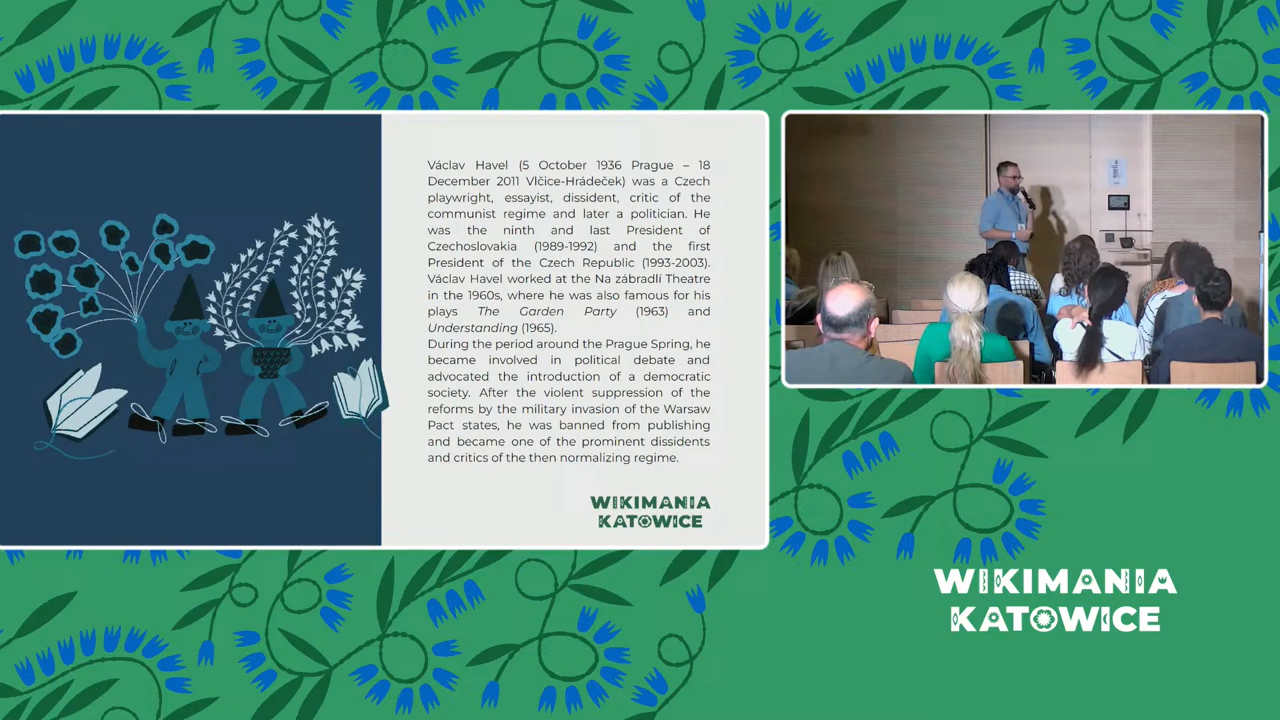 Václav Havel (5 October 1936 Prague – 18
December 2011 Vlčice-Hrádeček) was a Czech
playwright, essayist, dissident, critic of the
communist regime and later a politician. He
was the ninth and last President of
Czechoslovakia (1989-1992) and the first
President of the Czech Republic (1993-2003).
Václav Havel worked at the Na zábradlí Theatre
in the 1960s, where he was also famous for his
plays The Garden Party (1963) and
Understanding (1965).
During the period around the Prague Spring, he
became involved in political debate and
advocated the introduction of a democratic
society. After the violent suppression of the
reforms by the military invasion of the Warsaw
Pact states, he was banned from publishing
and became one of the prominent dissidents
and critics of the then normalizing regime.
WIKIMANIA
KATOWICE
WIKIMANIA
KATOWICE